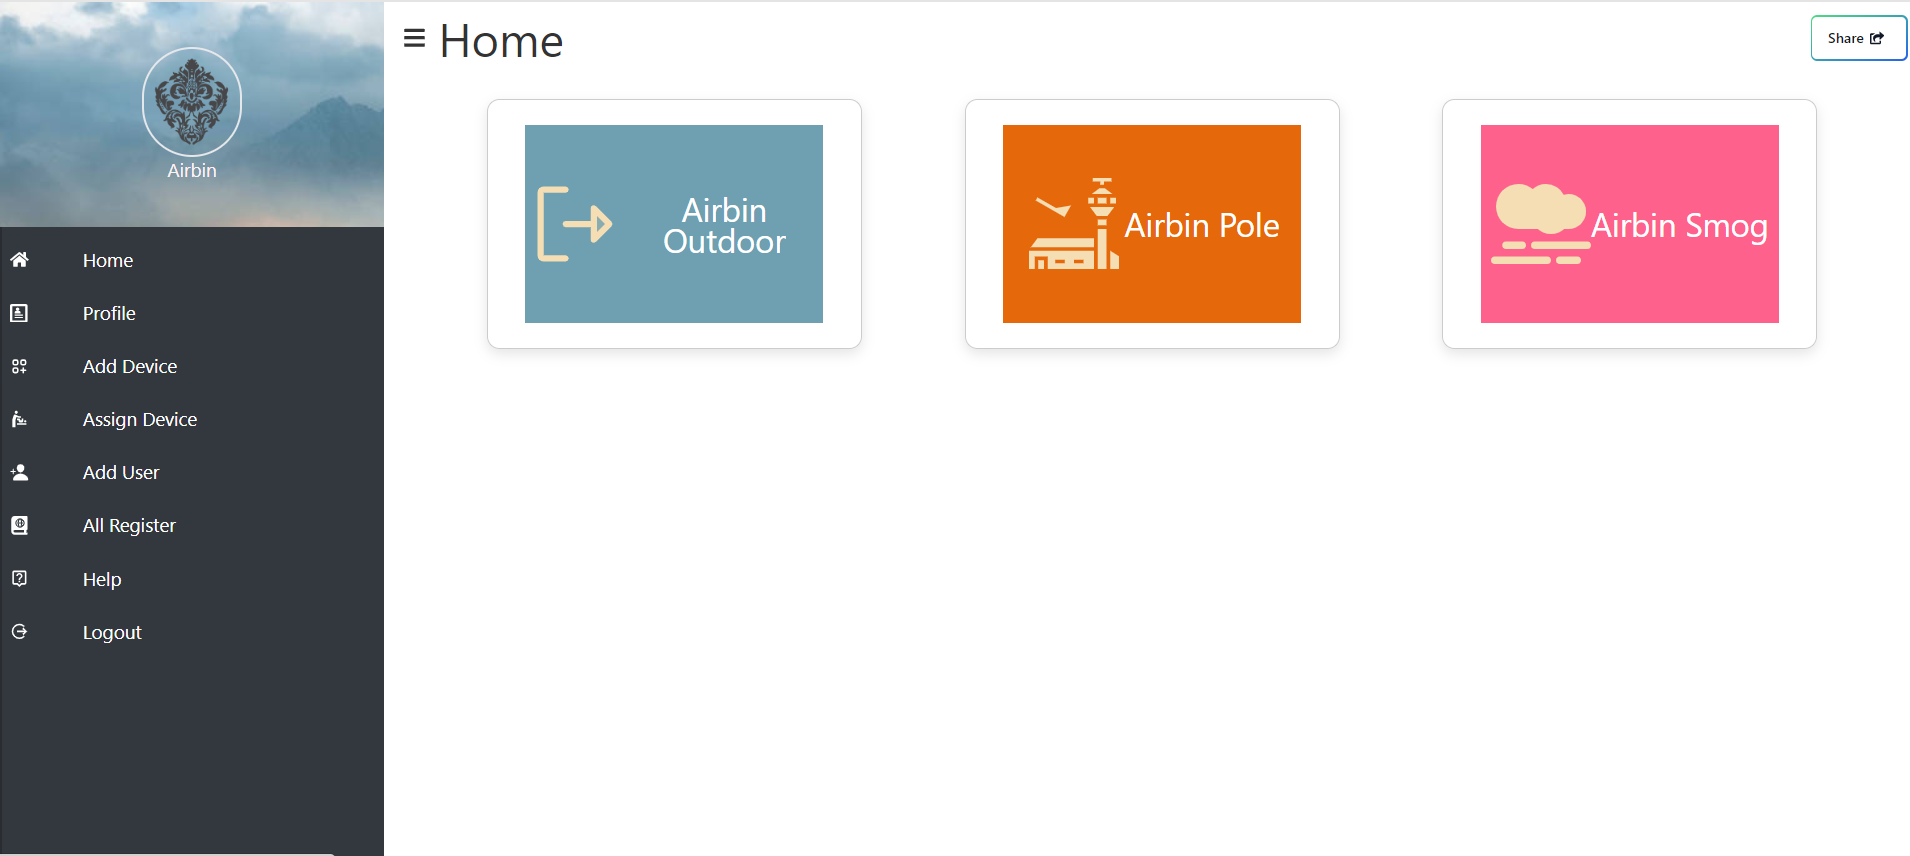 Airbin
Home
Profile
Add Device
Assign Device
Add User
All Register
Help
Logout
Home
Share
Airbin
Outdoor
Airbin Pole
Airbin Smog